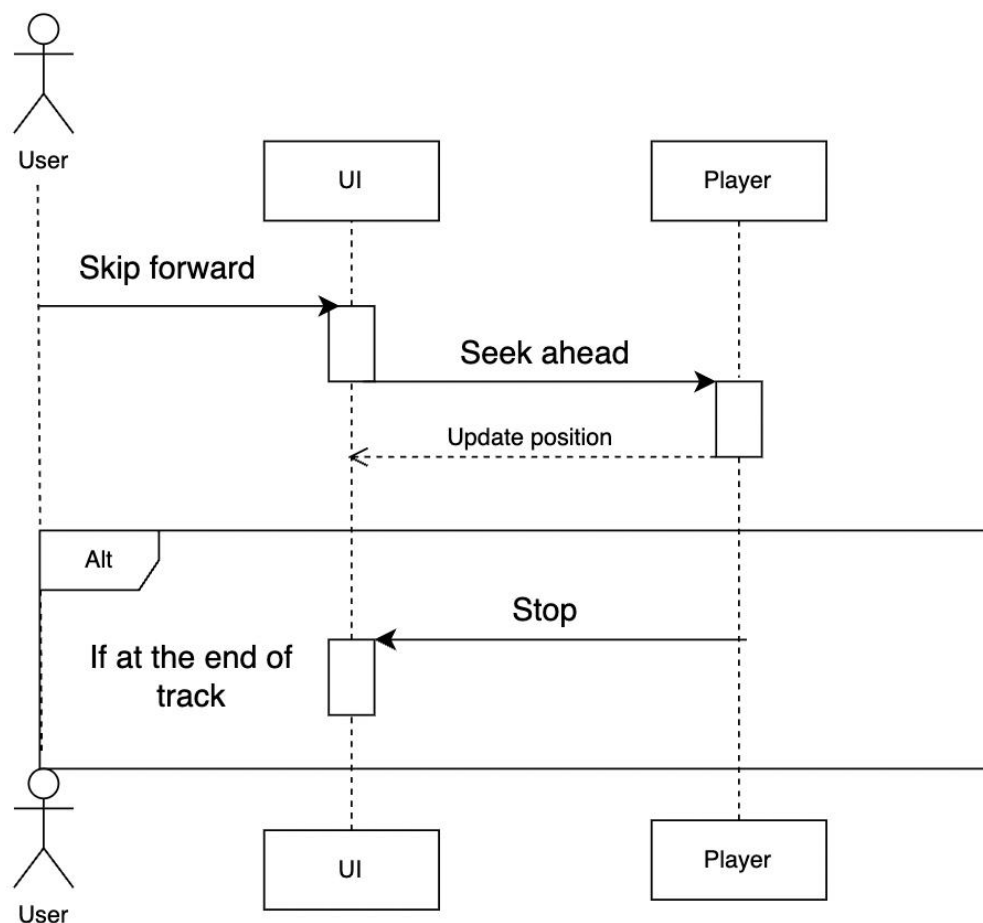 User
UI
Player
Skip forward
Seek ahead
Update position
Alt
Stop
If at the end of
track
UI
Player
User